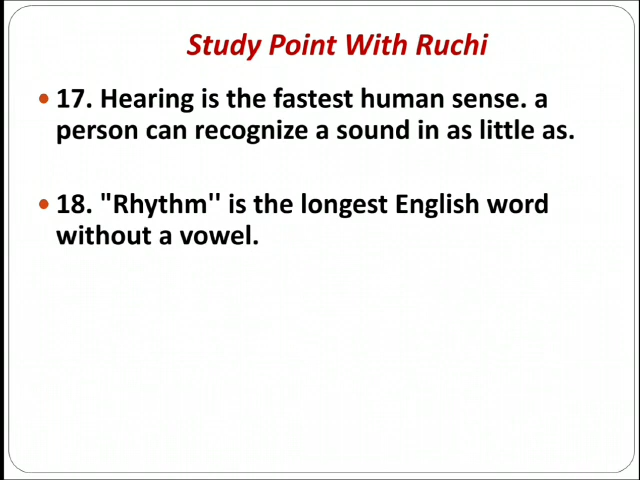 Study Point With Ruchi
• 17. Hearing is the fastest human sense. a
person can recognize a sound in as little as.
• 18. "Rhythm'' is the longest English word
without a vowel.